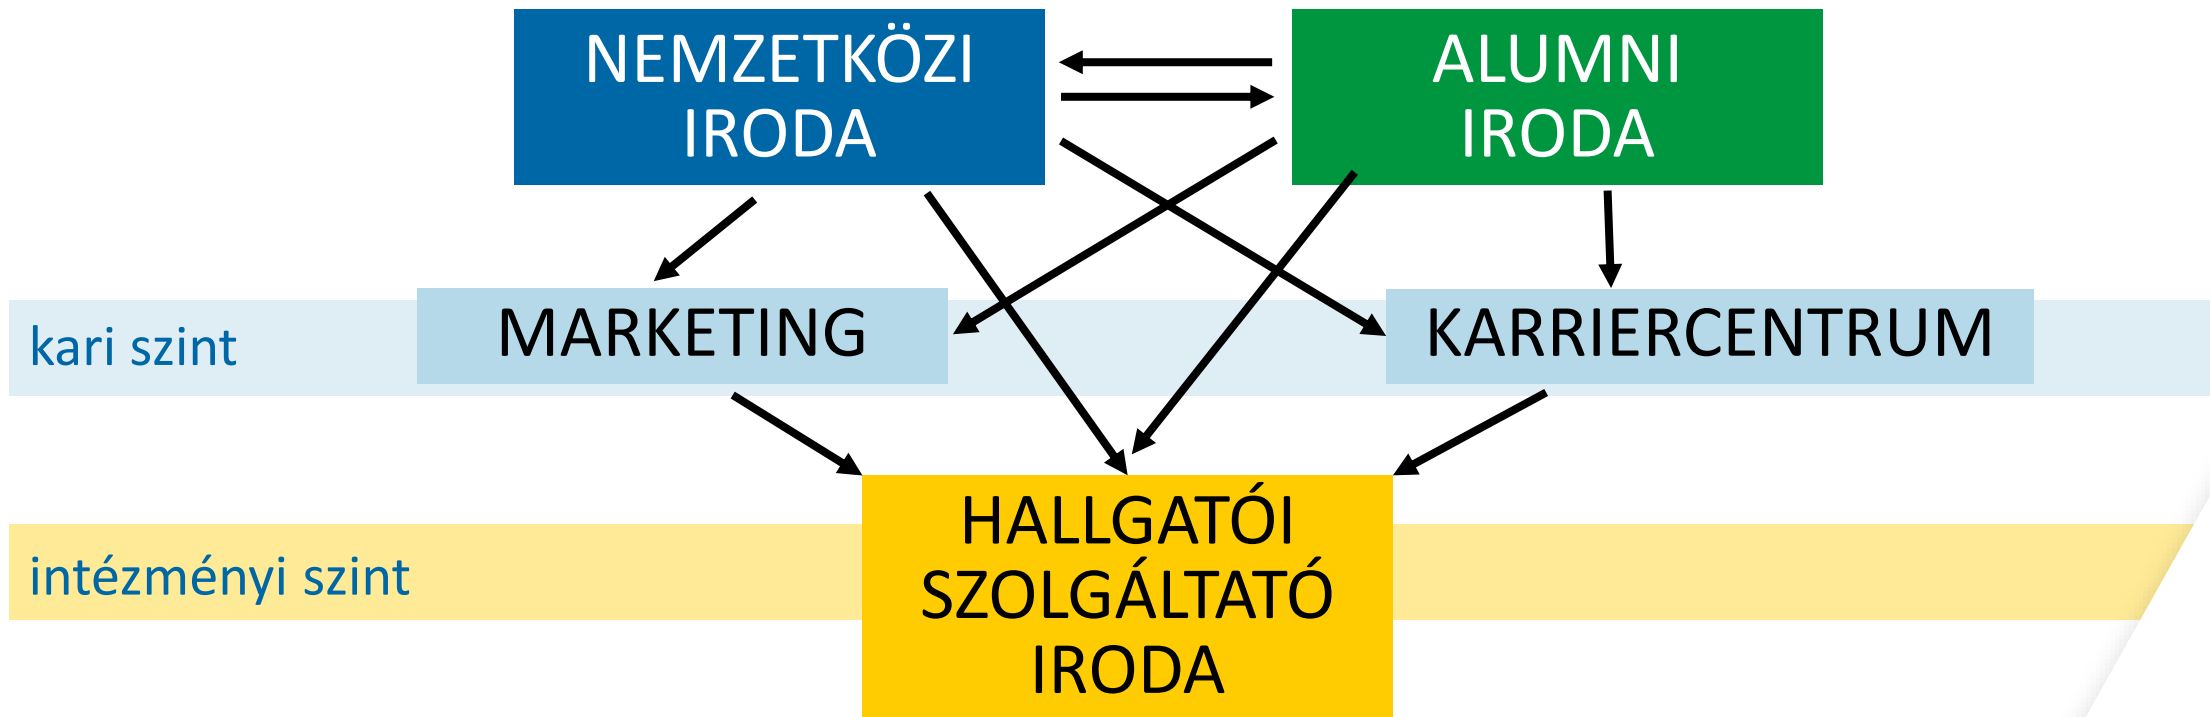 NEMZETKÖZI
IRODA
ALUMNI
IRODA
kari szint
MARKETING
KARRIERCENTRUM
intézményi szint
HALLGATÓI
SZOLGÁLTATÓ
IRODA